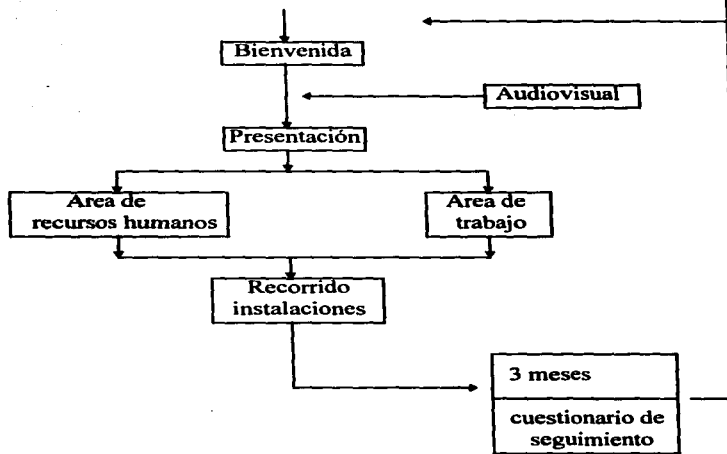 Bienvenida
Audiovisual
Presentación
Area de
recursos humanos
Area de
trabajo
Recorrido
instalaciones
3 meses
cuestionario de
seguimiento